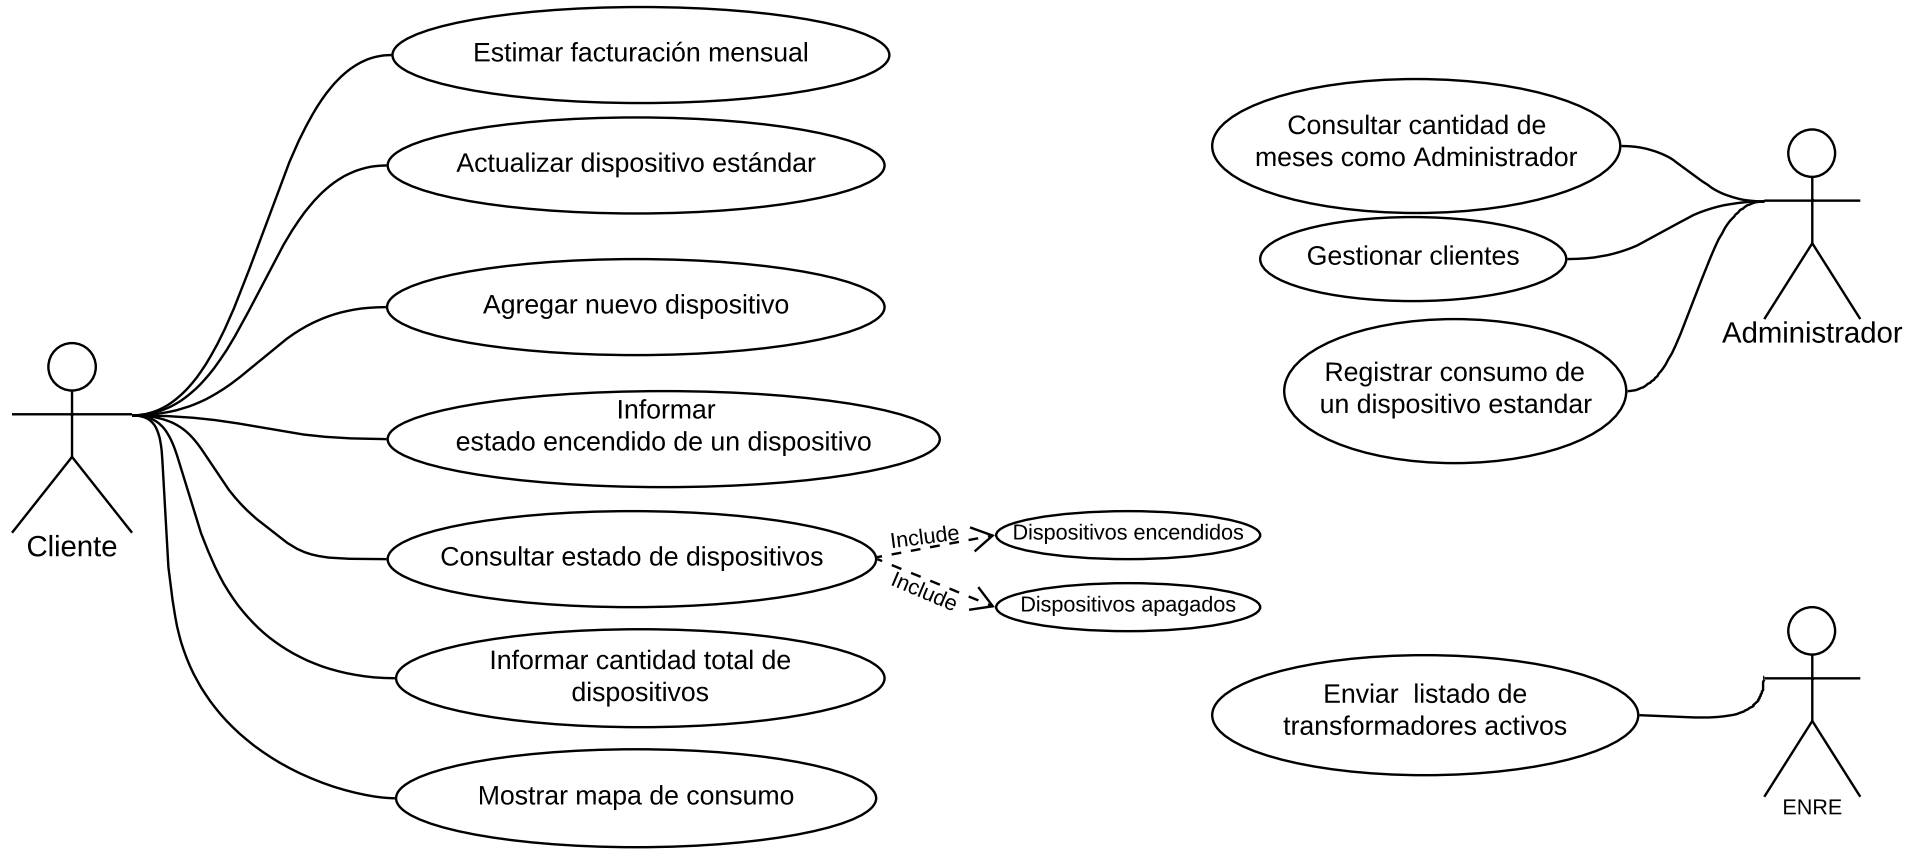 Estimar facturación mensual
Actualizar dispositivo estándar
Agregar nuevo dispositivo
Informar
estado encendido de un dispositivo
Consultar estado de dispositivos
Informar cantidad total de
dispositivos
Mostrar mapa de consumo
Cliente
Include
Include
Dispositivos encendidos
Dispositivos apagados
Consultar cantidad de
meses como Administrador
Gestionar clientes
Registrar consumo de
un dispositivo estandar
Administrador
Enviar  listado de
transformadores activos
ENRE